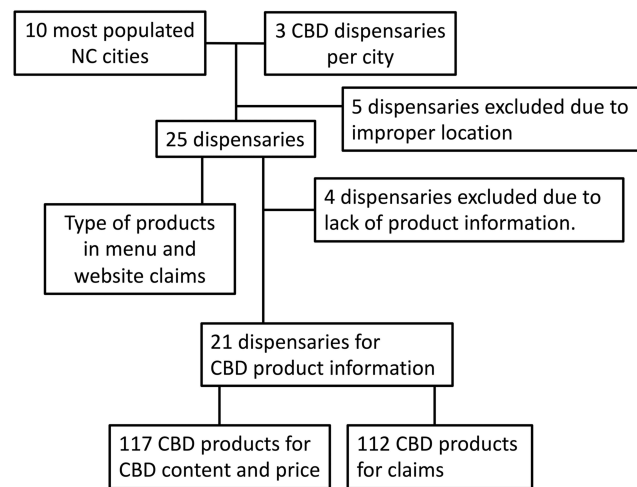 10 most populated
NC cities
3 CBD dispensaries
per city
5 dispensaries excluded due to
improper location
25 dispensaries
4 dispensaries excluded due to
lack of product information.
Type of products
in menu and
website claims
21 dispensaries for
CBD product information
117 CBD products for
CBD content and price
112 CBD products
for claims